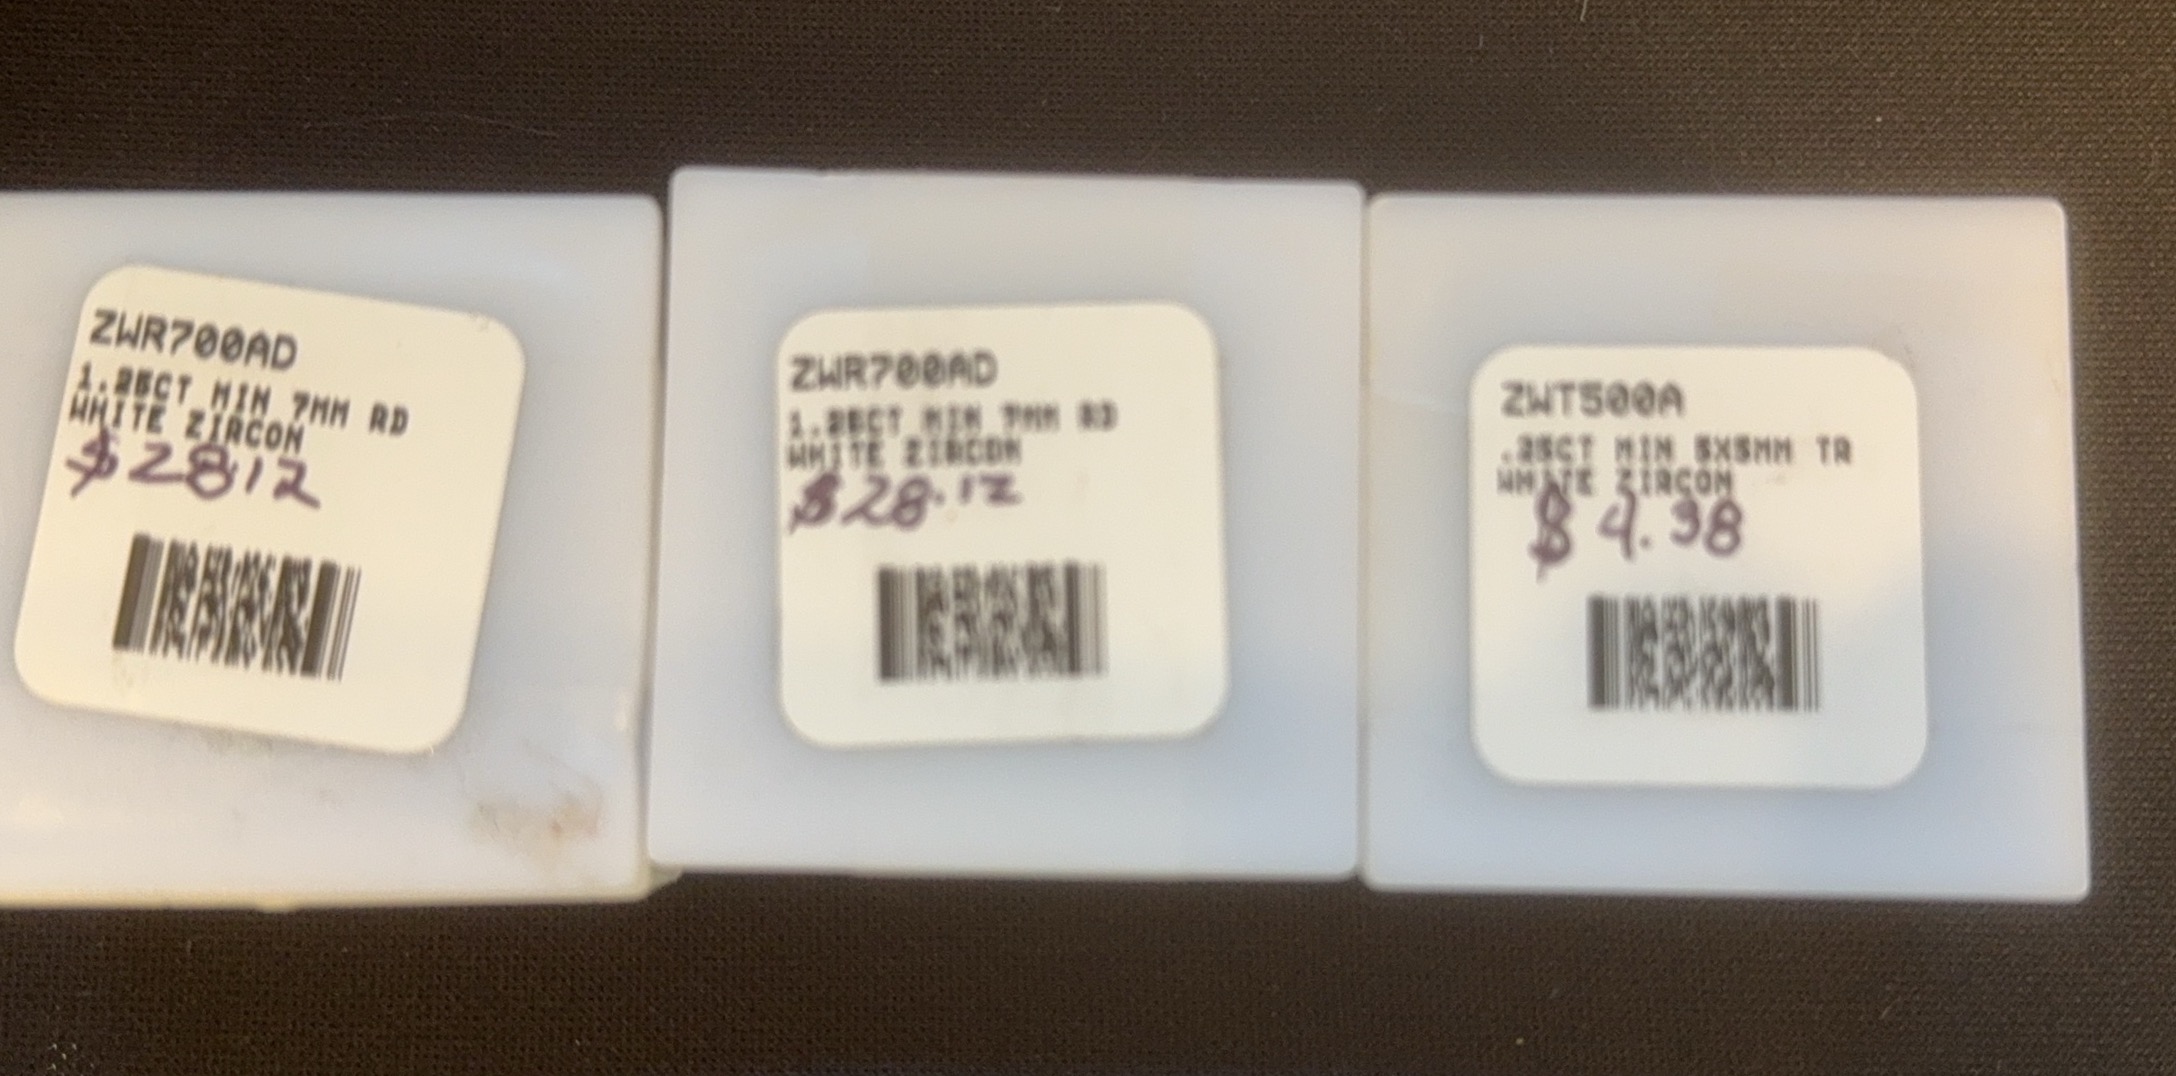 ZWR700AD
1.25CT MIN 7MM RD
WHITE ZIRCON
$28.12
ZWR700AD
1.25CT MIN 7MM RD
WHITE ZIRCON
$28.12
ZWT500A
.25CT MIN 5X5MM TR
WHITE ZIRCON
$4.38